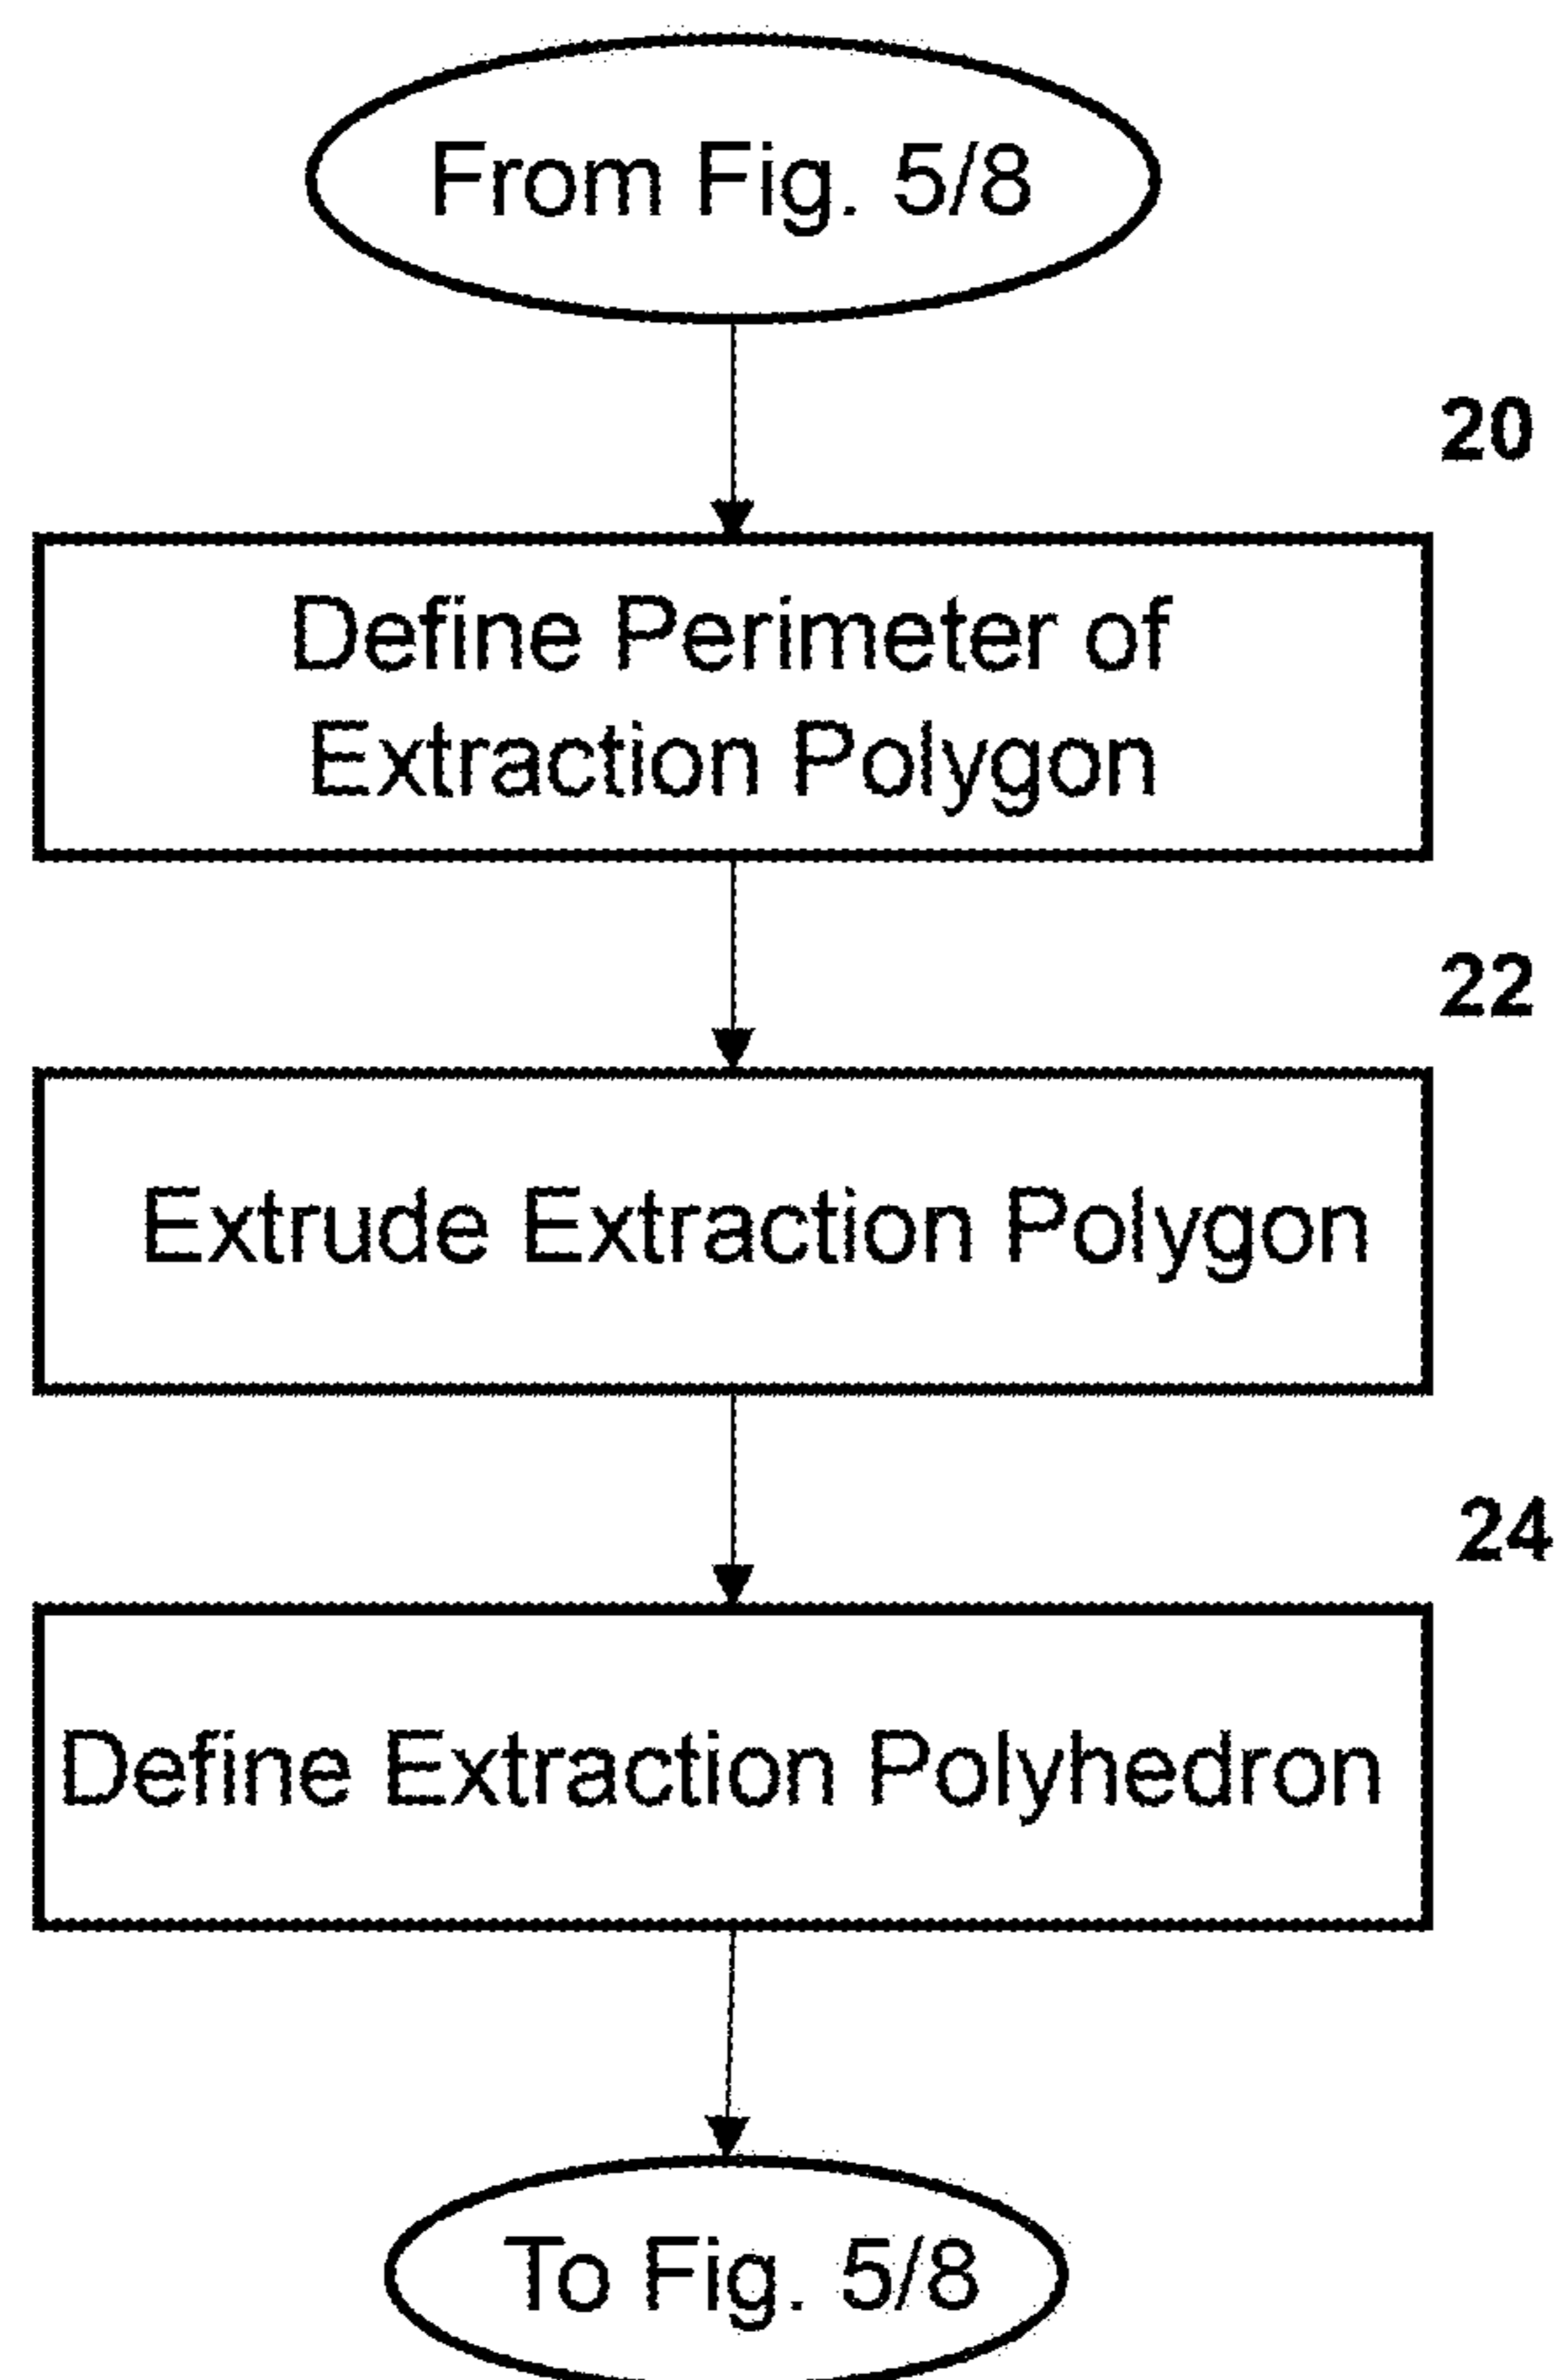 From Fig. 5/8
20
Define Perimeter of
Extraction Polygon
22
Extrude Extraction Polygon
24
Define Extraction Polyhedron
To Fig. 5/8